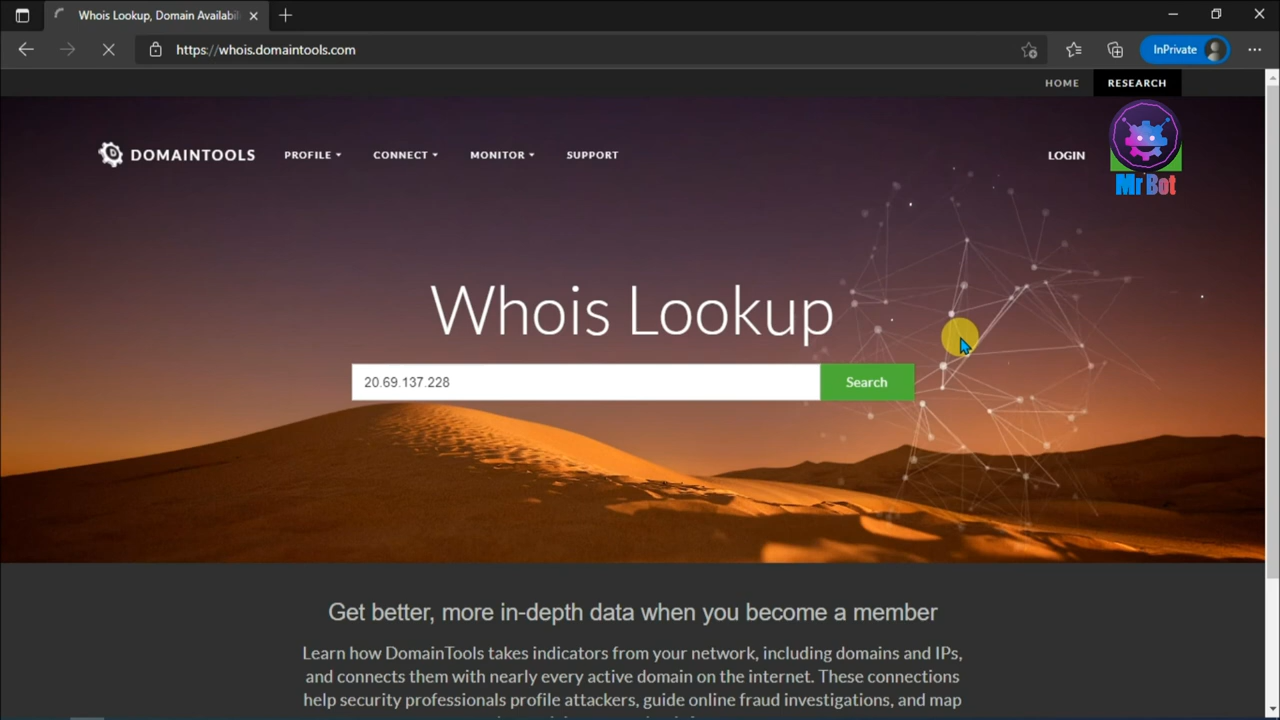 Whois Lookup, Domain Availabil
https://whois.domaintools.com
InPrivate
HOME
RESEARCH
DOMAINTOOLS
PROFILE
CONNECT
MONITOR
SUPPORT
LOGIN
Mr Bot
Whois Lookup
20.69.137.228
Search
Get better, more in-depth data when you become a member
Learn how DomainTools takes indicators from your network, including domains and IPs,
and connects them with nearly every active domain on the internet. These connections
help security professionals profile attackers, guide online fraud investigations, and map